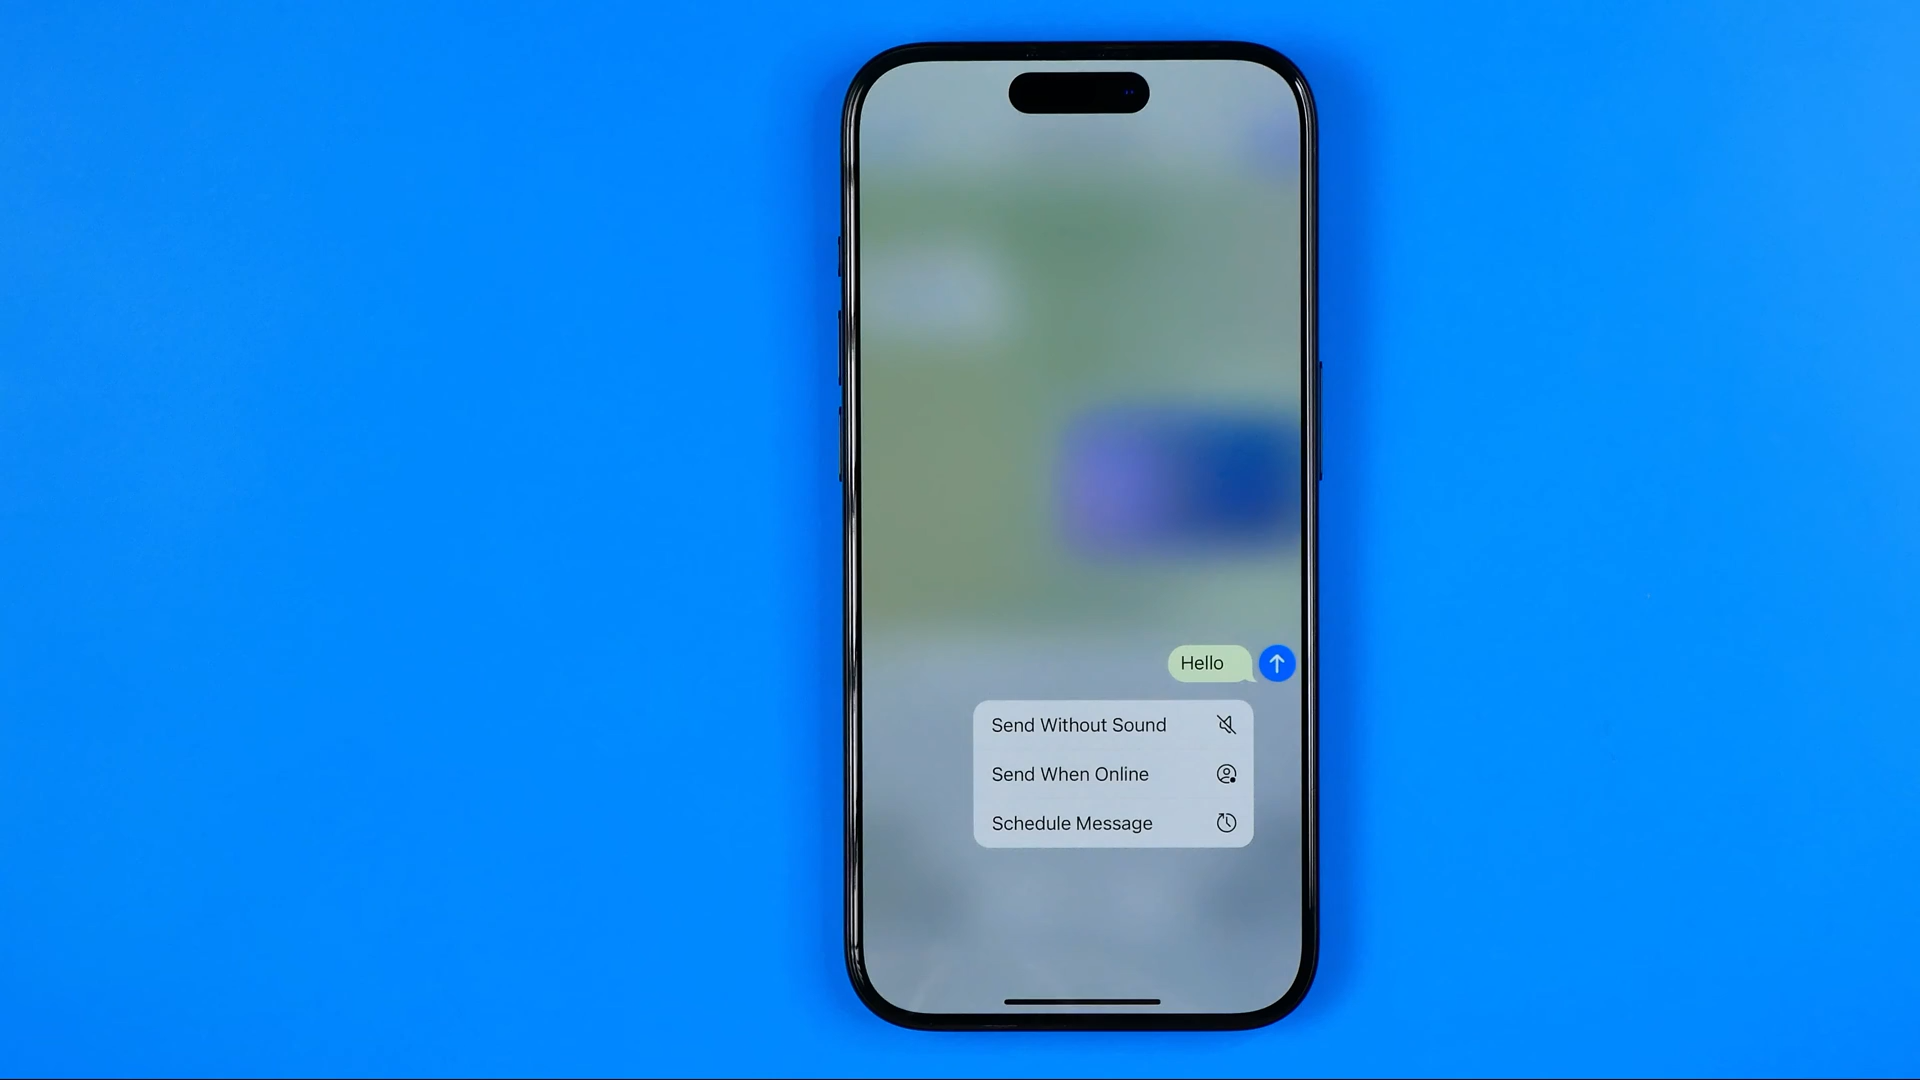 Hello
Send Without Sound
Send When Online
Schedule Message